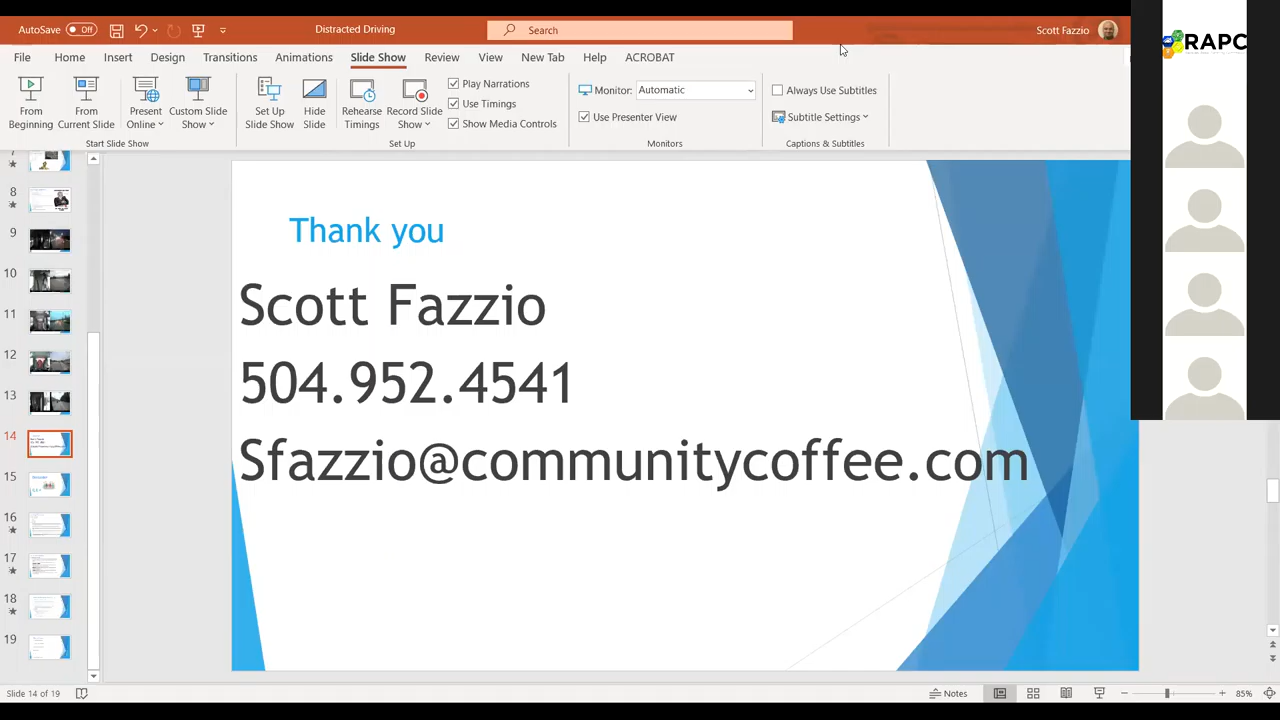 AutoSave Off Distracted Driving Search Scott Fazzio
RAPC
File Home Insert Design Transitions Animations Slide Show Review View New Tab Help ACROBAT
From Beginning
From Current Slide
Present Online
Custom Slide Show
Start Slide Show
Set Up Slide Show
Hide Slide
Rehearse Timings
Record Slide Show
Play Narrations
Use Timings
Show Media Controls
Set Up
Monitor: Automatic
Use Presenter View
Monitors
Always Use Subtitles
Subtitle Settings
Captions & Subtitles
8
9
10
11
12
13
14
15
16
17
18
19
Thank you
Scott Fazzio
504.952.4541
Sfazzio@communitycoffee.com
Slide 14 of 19 Notes 85%